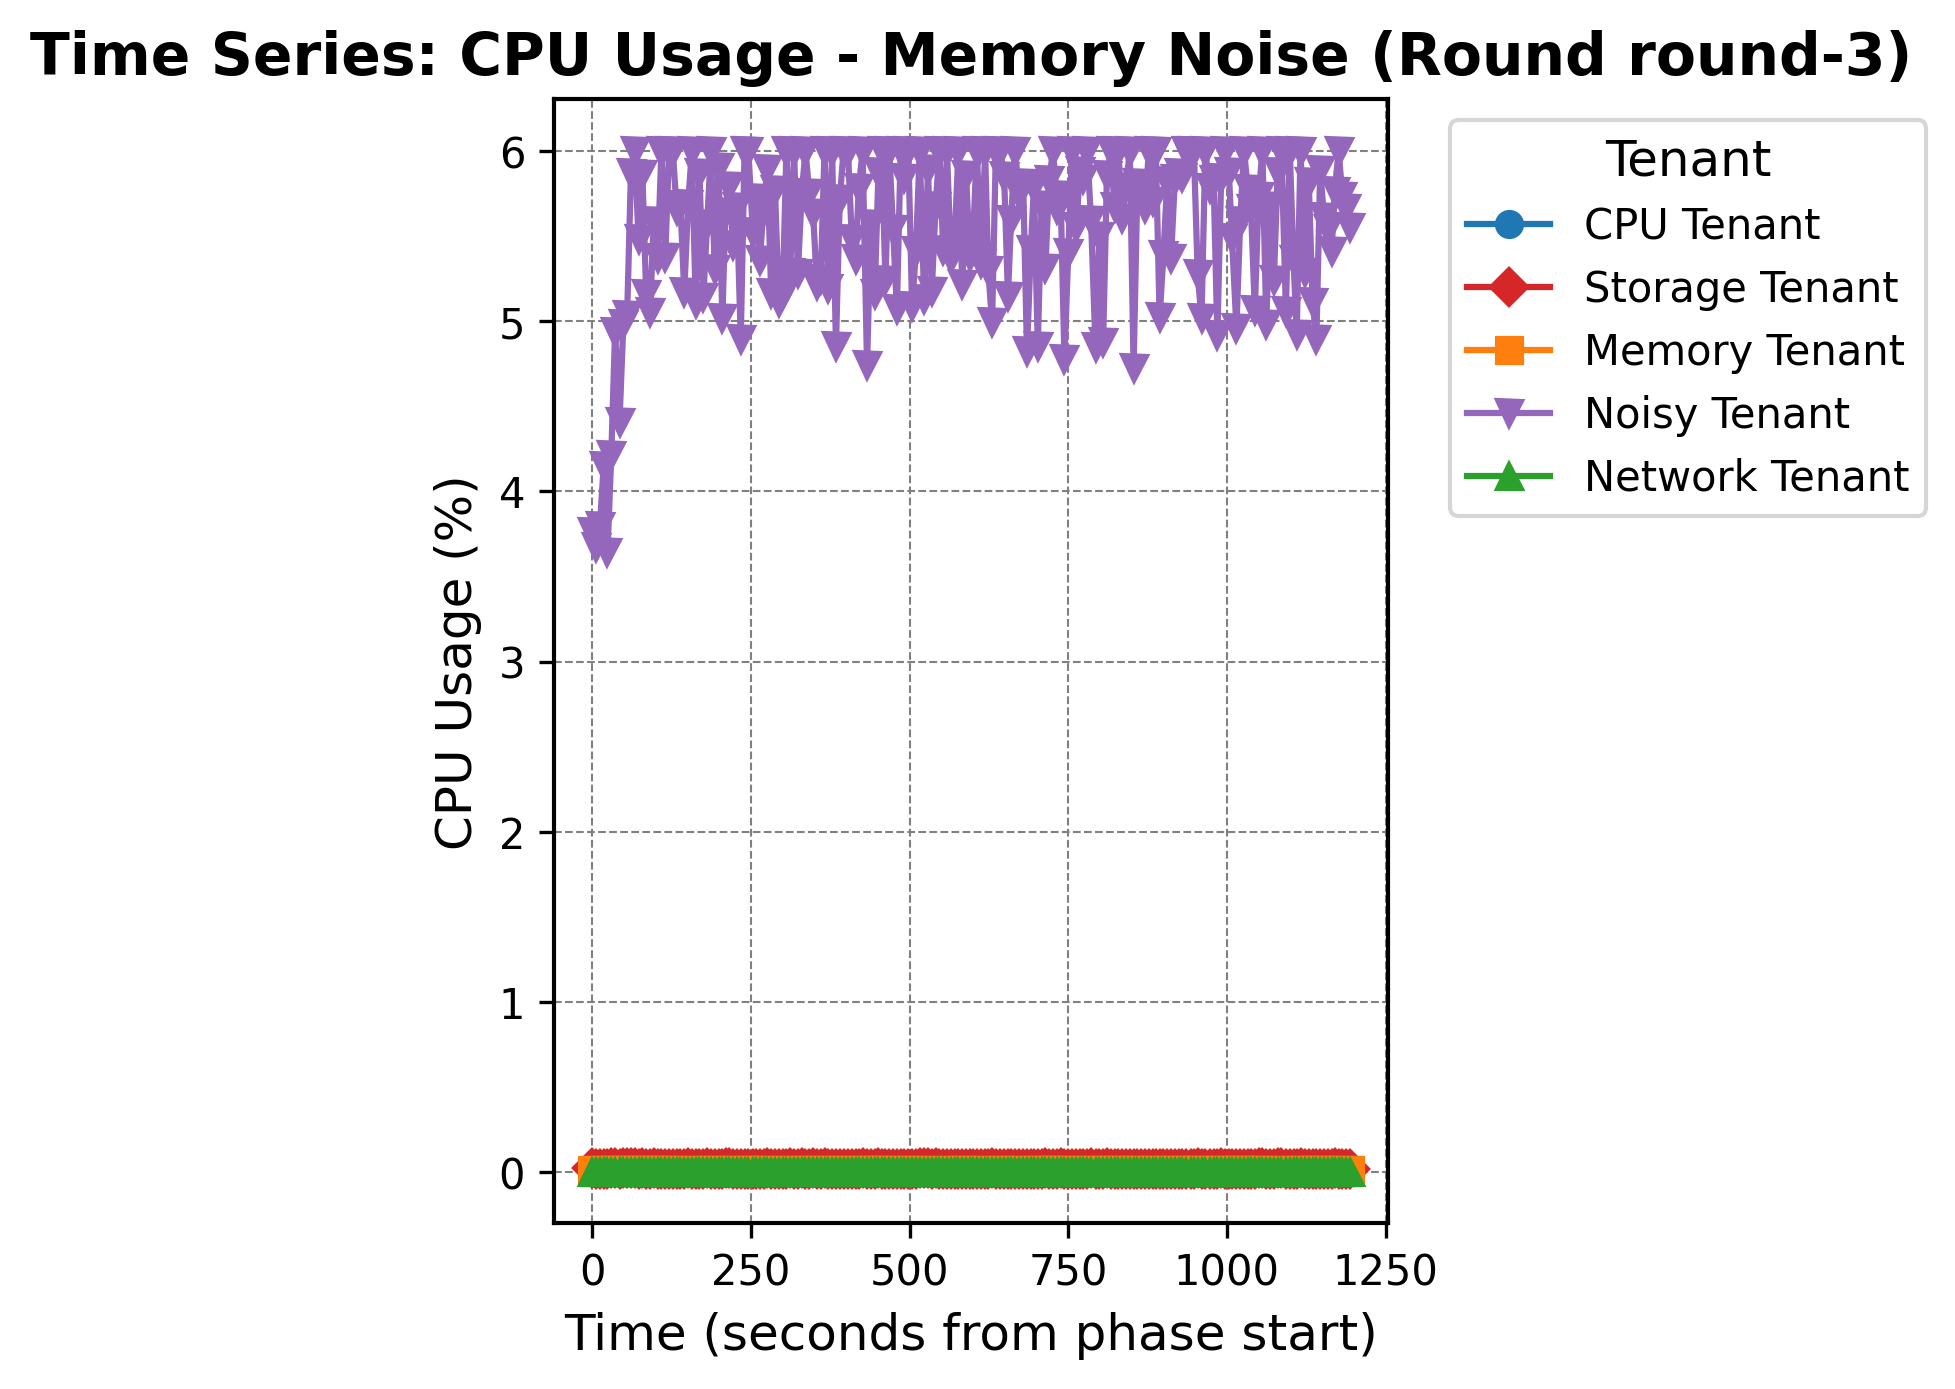 Time Series: CPU Usage - Memory Noise (Round round-3)
CPU Usage (%)
6
5
4
3
2
1
0
0 250 500 750 1000 1250
Time (seconds from phase start)
Tenant
CPU Tenant
Storage Tenant
Memory Tenant
Noisy Tenant
Network Tenant